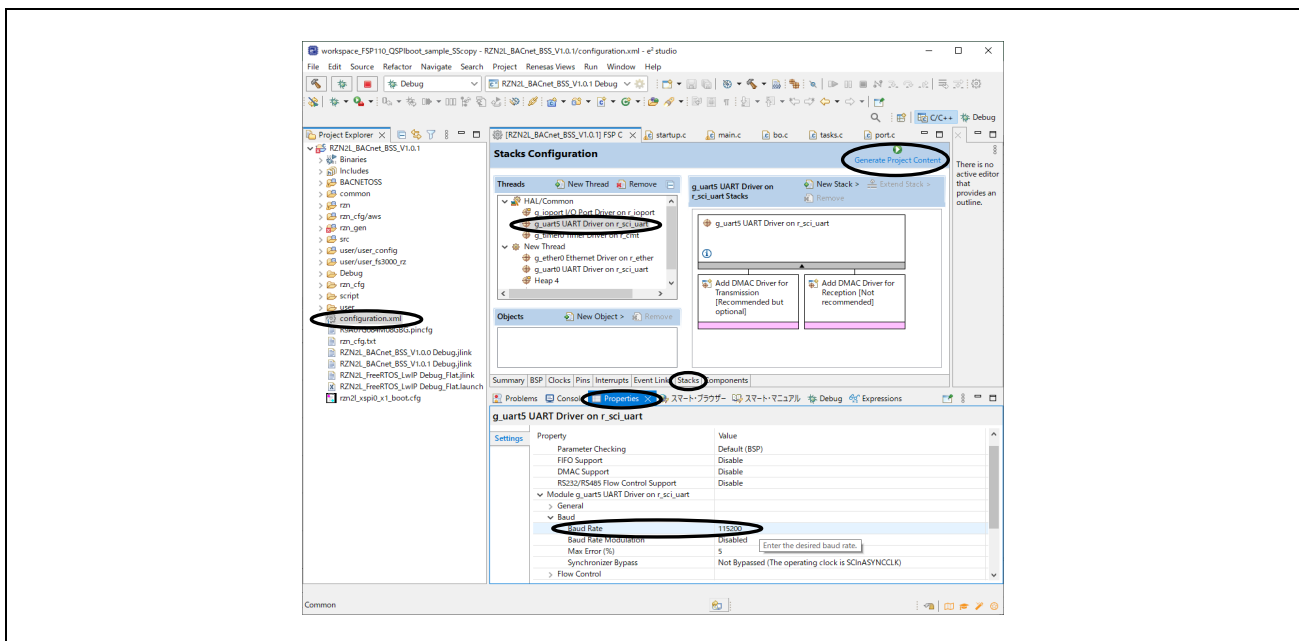 workspace_FSP110_QSPIboot_sample_SScopy - RZN2L_BACnet_BSS_V1.0.1/configuration.xml - e² studio
File Edit Source Refactor Navigate Search Project Renesas Views Run Window Help
Debug RZN2L_BACnet_BSS_V1.0.1 Debug
C/C++ Debug
Project Explorer
RZN2L_BACnet_BSS_V1.0.1
Binaries
Includes
BACNETOSS
common
rzn
rzn_cfg/aws
rzn_gen
src
user/user_config
user/user_fs3000_rz
Debug
rzn_cfg
script
user
configuration.xml
rzn_cfg.txt
RZN2L_BACnet_BSS_V1.0.0 Debug.jlink
RZN2L_BACnet_BSS_V1.0.1 Debug.jlink
RZN2L_FreeRTOS_LwIP Debug_Flat.jlink
RZN2L_FreeRTOS_LwIP Debug_Flat.launch
rzn2l_xspi0_x1_boot.cfg
[RZN2L_BACnet_BSS_V1.0.1] FSP C startup.c main.c bo.c tasks.c port.c
Stacks Configuration
Generate Project Content
Threads New Thread Remove
HAL/Common
g_ioport I/O Port Driver on r_ioport
g_uart5 UART Driver on r_sci_uart
g_timer0 Timer Driver on r_cmt
New Thread
g_ether0 Ethernet Driver on r_ether
g_uart0 UART Driver on r_sci_uart
Heap 4
Objects New Object > Remove
g_uart5 UART Driver on
r_sci_uart Stacks
New Stack > Extend Stack >
Remove
g_uart5 UART Driver on r_sci_uart
Add DMAC Driver for
Transmission
[Recommended but
optional]
Add DMAC Driver for
Reception [Not
recommended]
There is no
active editor
that
provides an
outline.
Summary BSP Clocks Pins Interrupts Event Links Stacks Components
Problems Console Properties スマート・ブラウザー スマート・マニュアル Debug Expressions
g_uart5 UART Driver on r_sci_uart
Settings
Property Value
Parameter Checking Default (BSP)
FIFO Support Disable
DMAC Support Disable
RS232/RS485 Flow Control Support Disable
Module g_uart5 UART Driver on r_sci_uart
General
Baud
Baud Rate 115200
Baud Rate Modulation Disabled
Enter the desired baud rate.
Max Error (%) 5
Synchronizer Bypass Not Bypassed (The operating clock is SCInASYNCCLK)
Flow Control
Common